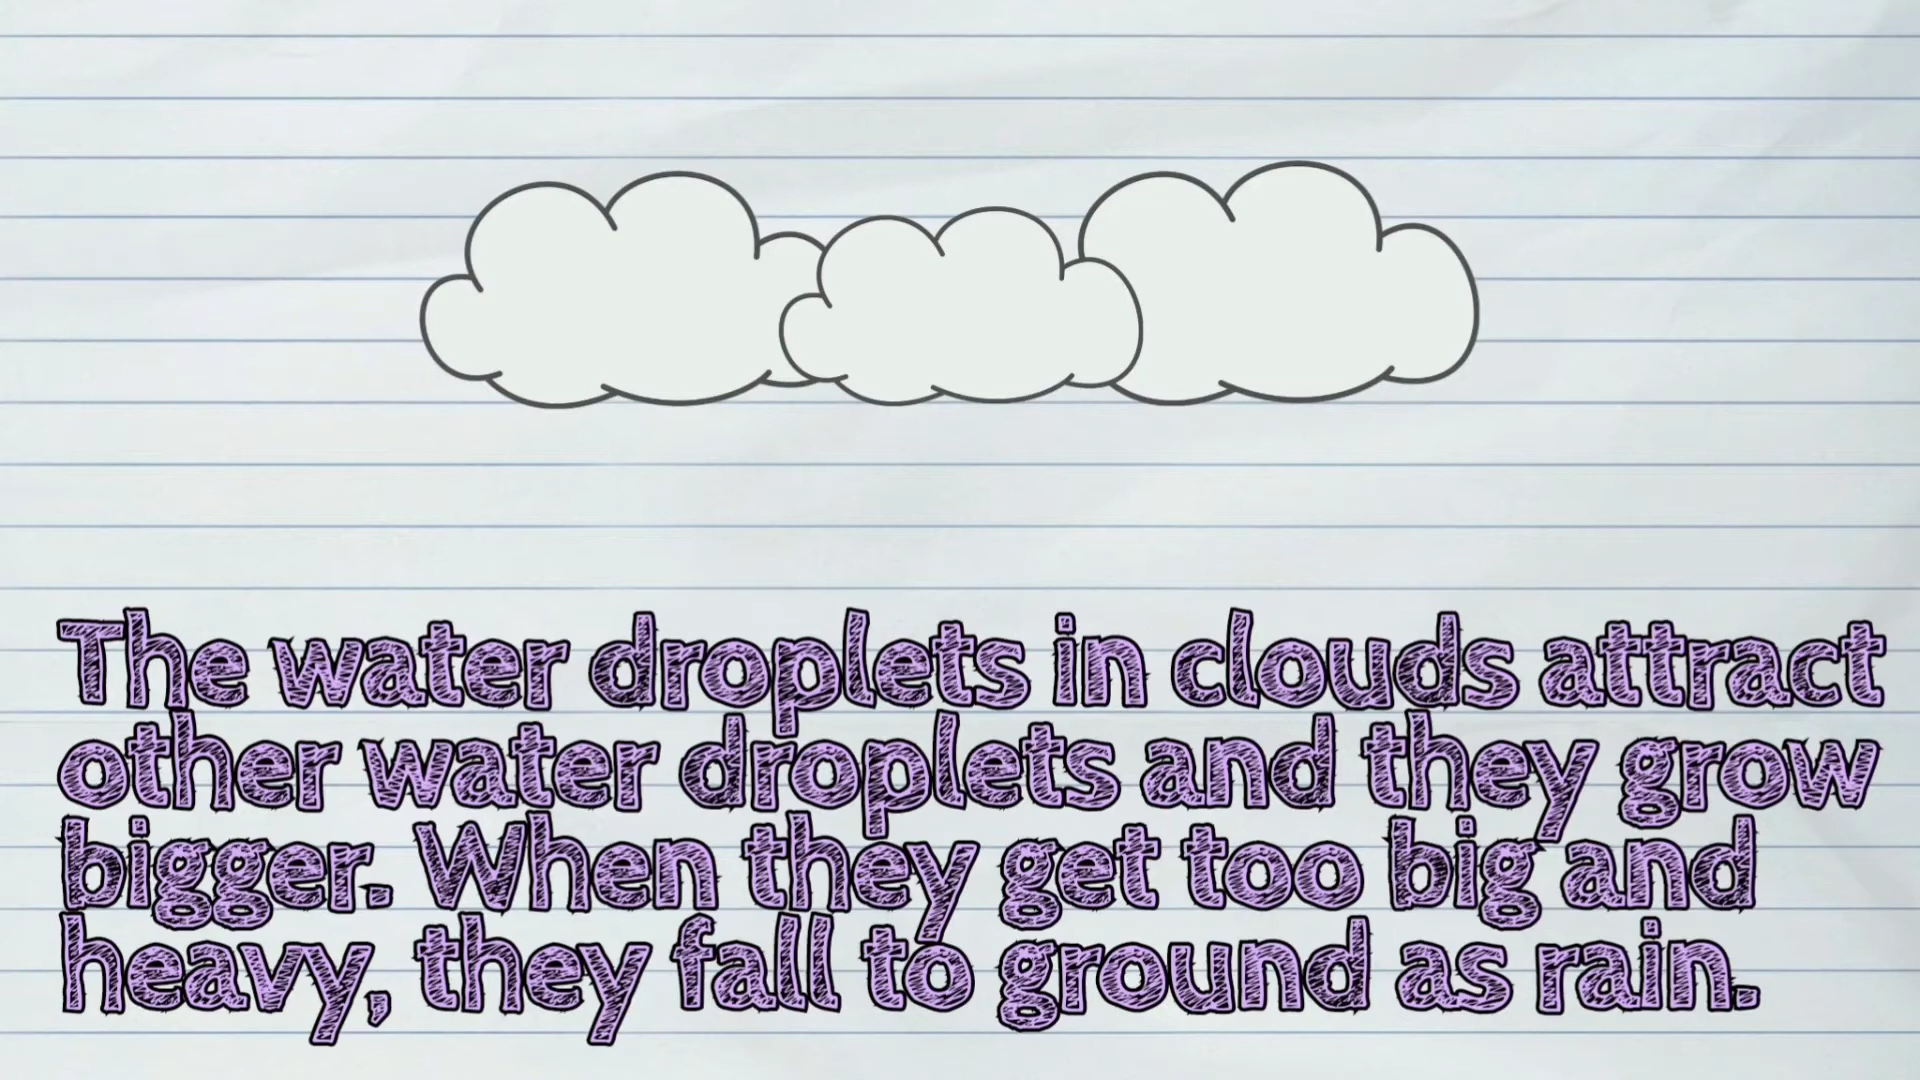 The water droplets in clouds attract
other water droplets and they grow
bigger. When they get too big and
heavy, they fall to ground as rain.